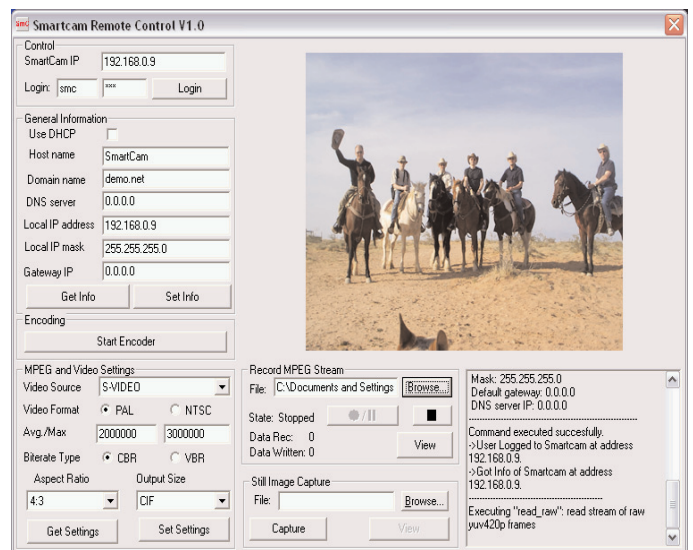 smc Smartcam Remote Control V1.0
Control
SmartCam IP 192.168.0.9
Login: smc *** Login
General Information
Use DHCP
Host name SmartCam
Domain name demo.net
DNS server 0.0.0.0
Local IP address 192.168.0.9
Local IP mask 255.255.255.0
Gateway IP 0.0.0.0
Get Info Set Info
Encoding
Start Encoder
MPEG and Video Settings
Video Source S-VIDEO
Video Format PAL NTSC
Avg./Max 2000000 3000000
Biterate Type CBR VBR
Aspect Ratio Output Size
4:3 CIF
Get Settings Set Settings
Record MPEG Stream
File: C:\Documents and Settings Browse...
State: Stopped
Data Rec: 0
Data Written: 0
View
Still Image Capture
File: Browse...
Capture View
Mask: 255.255.255.0
Default gateway: 0.0.0.0
DNS server IP: 0.0.0.0
Command executed succesfully.
->User Logged to Smartcam at address
192.168.0.9.
->Got Info of Smartcam at address
192.168.0.9.
Executing "read_raw": read stream of raw
yuv420p frames